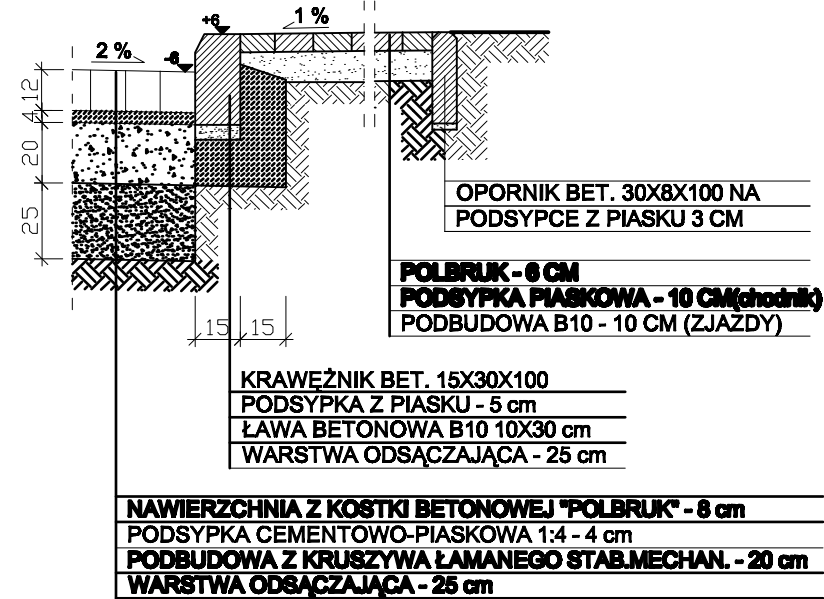 +6
1 %
2 %
-6
12
4
20
25
15
15
OPORNIK BET. 30X8X100 NA
PODSYPCE Z PIASKU 3 CM
POLBRUK - 6 CM
PODSYPKA PIASKOWA - 10 CM(chodnik)
PODBUDOWA B10 - 10 CM (ZJAZDY)
KRAWĘŻNIK BET. 15X30X100
PODSYPKA Z PIASKU - 5 cm
ŁAWA BETONOWA B10 10X30 cm
WARSTWA ODSĄCZAJĄCA - 25 cm
NAWIERZCHNIA Z KOSTKI BETONOWEJ "POLBRUK" - 8 cm
PODSYPKA CEMENTOWO-PIASKOWA 1:4 - 4 cm
PODBUDOWA Z KRUSZYWA ŁAMANEGO STAB.MECHAN. - 20 cm
WARSTWA ODSĄCZAJĄCA - 25 cm